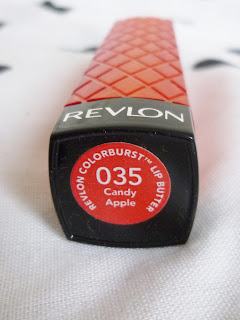 REVLON
REVLON COLORBURST™ LIP BUTTER
035
Candy
Apple